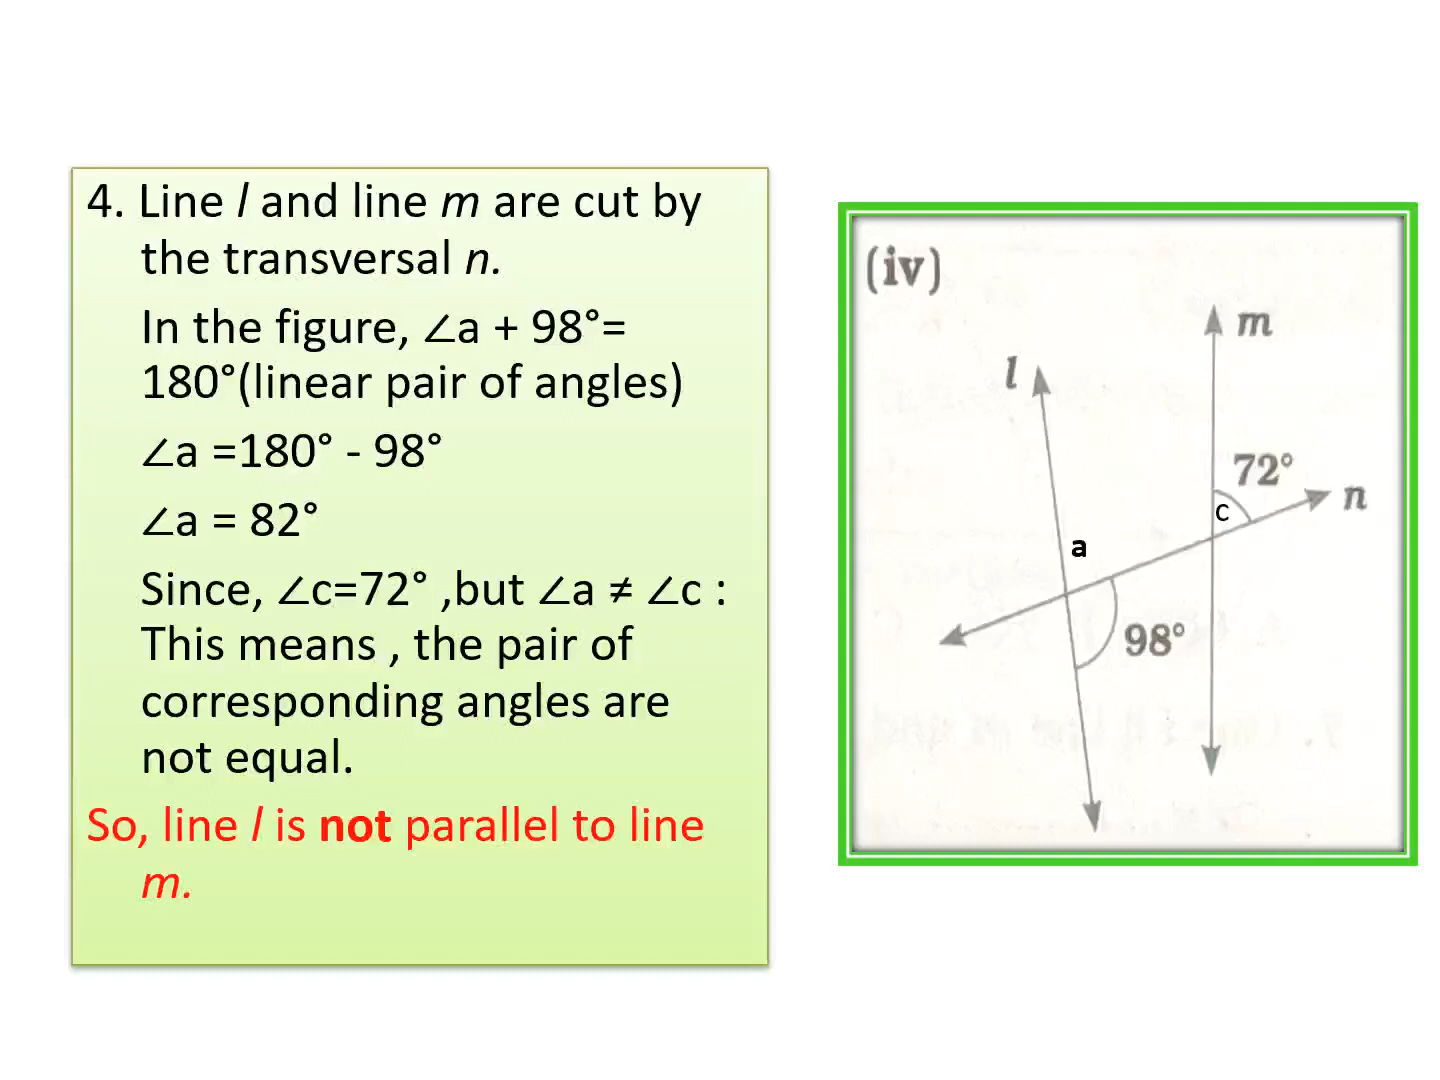 4. Line l and line m are cut by
the transversal n.
In the figure, ∠a + 98°=
180°(linear pair of angles)
∠a =180° - 98°
∠a = 82°
Since, ∠c=72° ,but ∠a ≠ ∠c :
This means , the pair of
corresponding angles are
not equal.
So, line l is not parallel to line
m.
(iv)
m
l
72°
n
c
a
98°